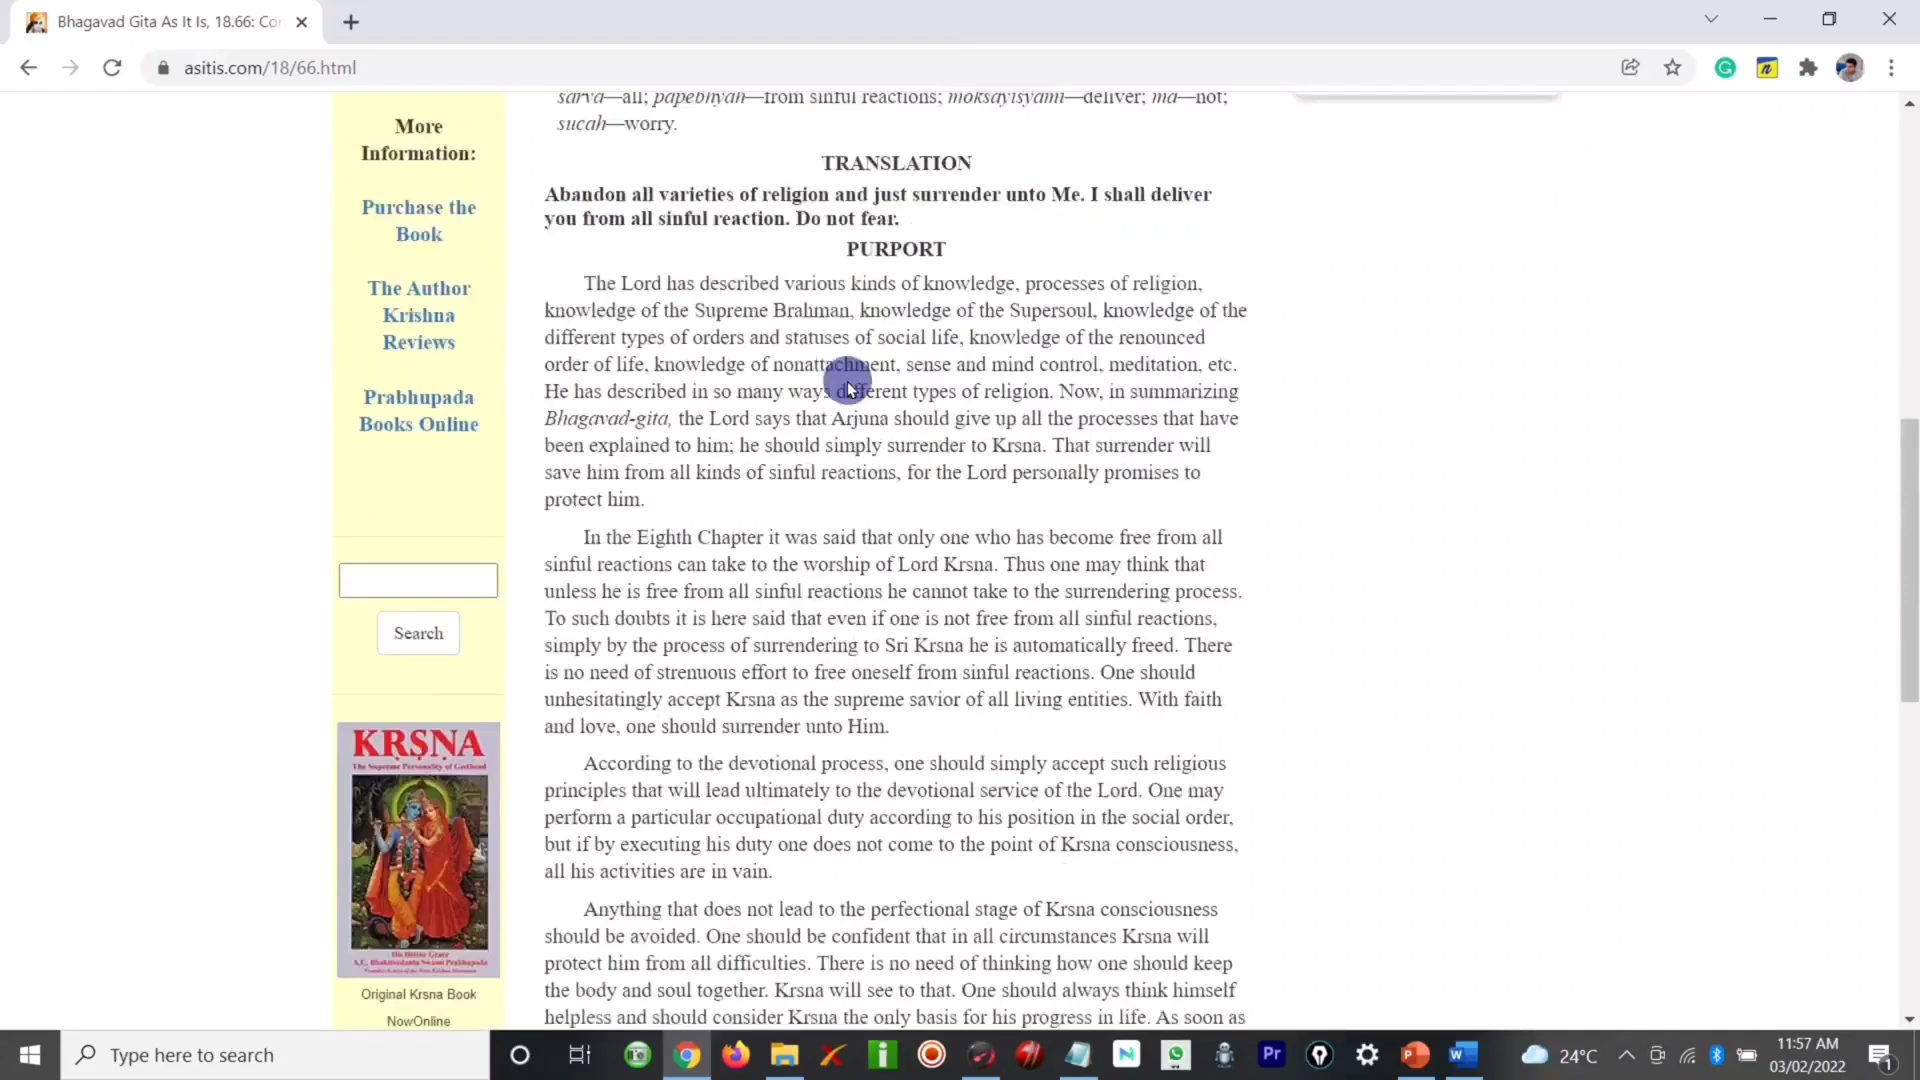 Bhagavad Gita As It Is, 18.66: Con
asitis.com/18/66.html
More
Information:
Purchase the
Book
The Author
Krishna
Reviews
Prabhupada
Books Online
Search
KRṢNA
The Supreme Personality of Godhead
His Divine Grace
A.C. Bhaktivedanta Swami Prabhupada
Original Krsna Book
NowOnline
sarva—all; papebhyah—from sinful reactions; moksayisyami—deliver; ma—not;
sucah—worry.
TRANSLATION
Abandon all varieties of religion and just surrender unto Me. I shall deliver
you from all sinful reaction. Do not fear.
PURPORT
The Lord has described various kinds of knowledge, processes of religion,
knowledge of the Supreme Brahman, knowledge of the Supersoul, knowledge of the
different types of orders and statuses of social life, knowledge of the renounced
order of life, knowledge of nonattachment, sense and mind control, meditation, etc.
He has described in so many ways different types of religion. Now, in summarizing
Bhagavad-gita, the Lord says that Arjuna should give up all the processes that have
been explained to him; he should simply surrender to Krsna. That surrender will
save him from all kinds of sinful reactions, for the Lord personally promises to
protect him.
In the Eighth Chapter it was said that only one who has become free from all
sinful reactions can take to the worship of Lord Krsna. Thus one may think that
unless he is free from all sinful reactions he cannot take to the surrendering process.
To such doubts it is here said that even if one is not free from all sinful reactions,
simply by the process of surrendering to Sri Krsna he is automatically freed. There
is no need of strenuous effort to free oneself from sinful reactions. One should
unhesitatingly accept Krsna as the supreme savior of all living entities. With faith
and love, one should surrender unto Him.
According to the devotional process, one should simply accept such religious
principles that will lead ultimately to the devotional service of the Lord. One may
perform a particular occupational duty according to his position in the social order,
but if by executing his duty one does not come to the point of Krsna consciousness,
all his activities are in vain.
Anything that does not lead to the perfectional stage of Krsna consciousness
should be avoided. One should be confident that in all circumstances Krsna will
protect him from all difficulties. There is no need of thinking how one should keep
the body and soul together. Krsna will see to that. One should always think himself
helpless and should consider Krsna the only basis for his progress in life. As soon as
Type here to search
Pr
24°C
11:57 AM
03/02/2022
1